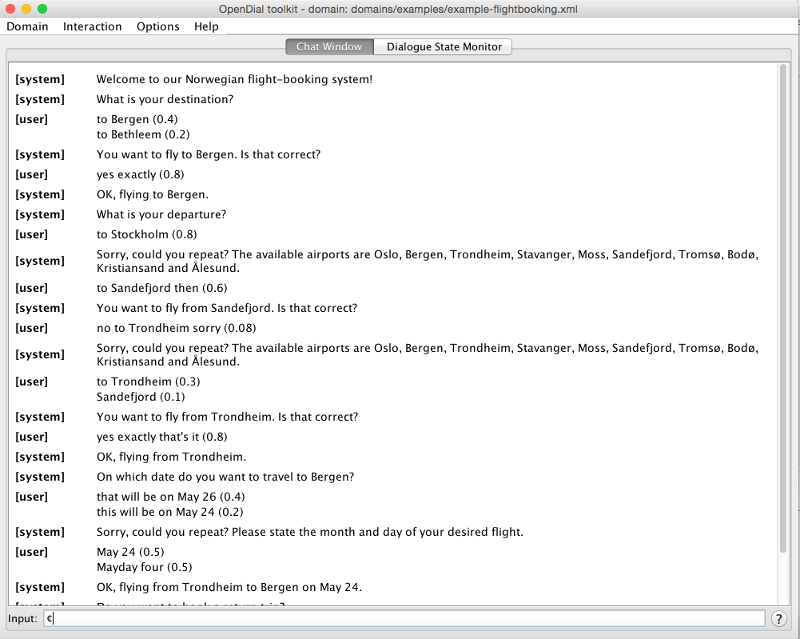 OpenDial toolkit - domain: domains/examples/example-flightbooking.xml
Domain Interaction Options Help
Chat Window Dialogue State Monitor
[system] Welcome to our Norwegian flight-booking system!
[system] What is your destination?
[user] to Bergen (0.4)
to Bethleem (0.2)
[system] You want to fly to Bergen. Is that correct?
[user] yes exactly (0.8)
[system] OK, flying to Bergen.
[system] What is your departure?
[user] to Stockholm (0.8)
[system] Sorry, could you repeat? The available airports are Oslo, Bergen, Trondheim, Stavanger, Moss, Sandefjord, Tromsø, Bodø,
Kristiansand and Ålesund.
[user] to Sandefjord then (0.6)
[system] You want to fly from Sandefjord. Is that correct?
[user] no to Trondheim sorry (0.08)
[system] Sorry, could you repeat? The available airports are Oslo, Bergen, Trondheim, Stavanger, Moss, Sandefjord, Tromsø, Bodø,
Kristiansand and Ålesund.
[user] to Trondheim (0.3)
Sandefjord (0.1)
[system] You want to fly from Trondheim. Is that correct?
[user] yes exactly that's it (0.8)
[system] OK, flying from Trondheim.
[system] On which date do you want to travel to Bergen?
[user] that will be on May 26 (0.4)
this will be on May 24 (0.2)
[system] Sorry, could you repeat? Please state the month and day of your desired flight.
[user] May 24 (0.5)
Mayday four (0.5)
[system] OK, flying from Trondheim to Bergen on May 24.
[system] Do you want to book a return trip?
Input: ¢ ?